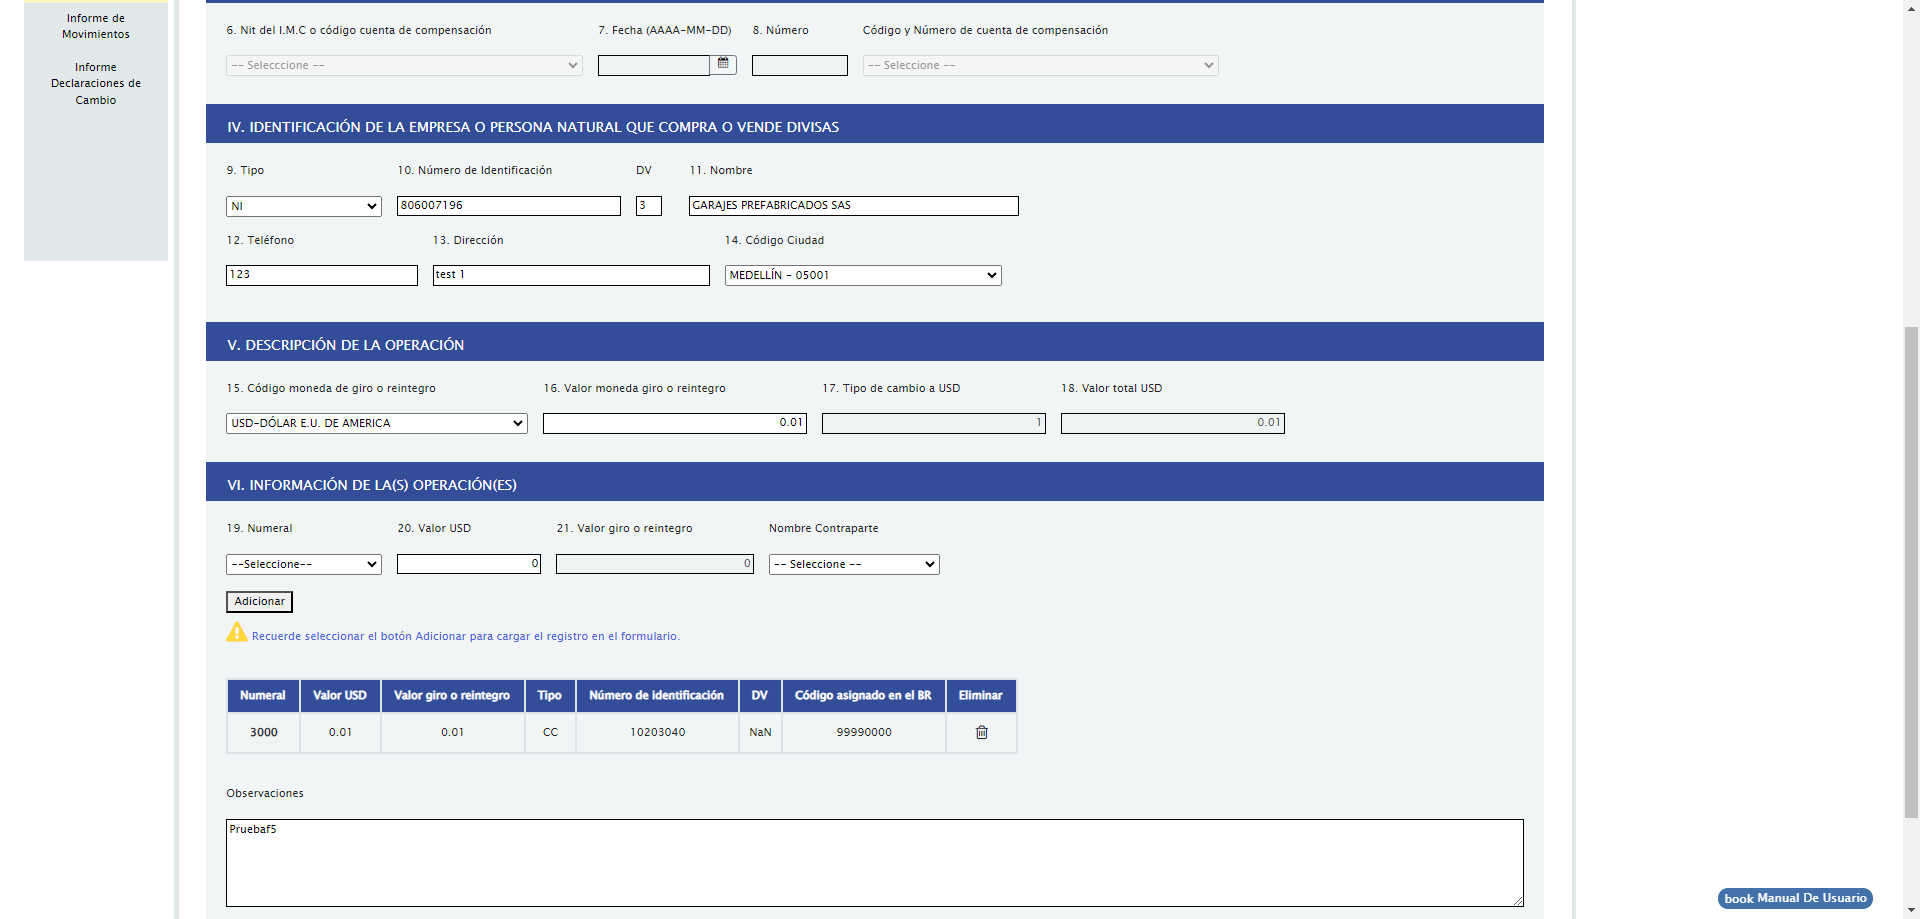 Informe de
Movimientos
Informe
Declaraciones de
Cambio
6. Nit del I.M.C o código cuenta de compensación
7. Fecha (AAAA-MM-DD)
8. Número
Código y Número de cuenta de compensación
-- Selecccione --
-- Seleccione --
IV. IDENTIFICACIÓN DE LA EMPRESA O PERSONA NATURAL QUE COMPRA O VENDE DIVISAS
9. Tipo
10. Número de Identificación
DV
11. Nombre
NI
806007196
3
GARAJES PREFABRICADOS SAS
12. Teléfono
13. Dirección
14. Código Ciudad
123
test 1
MEDELLÍN - 05001
V. DESCRIPCIÓN DE LA OPERACIÓN
15. Código moneda de giro o reintegro
16. Valor moneda giro o reintegro
17. Tipo de cambio a USD
18. Valor total USD
USD-DÓLAR E.U. DE AMERICA
0.01
1
0.01
VI. INFORMACIÓN DE LA(S) OPERACIÓN(ES)
19. Numeral
20. Valor USD
21. Valor giro o reintegro
Nombre Contraparte
--Seleccione--
0
0
-- Seleccione --
Adicionar
Recuerde seleccionar el botón Adicionar para cargar el registro en el formulario.
Numeral Valor USD Valor giro o reintegro Tipo Número de identificación DV Código asignado en el BR Eliminar
3000 0.01 0.01 CC 10203040 NaN 99990000
Observaciones
Pruebaf5
book Manual De Usuario